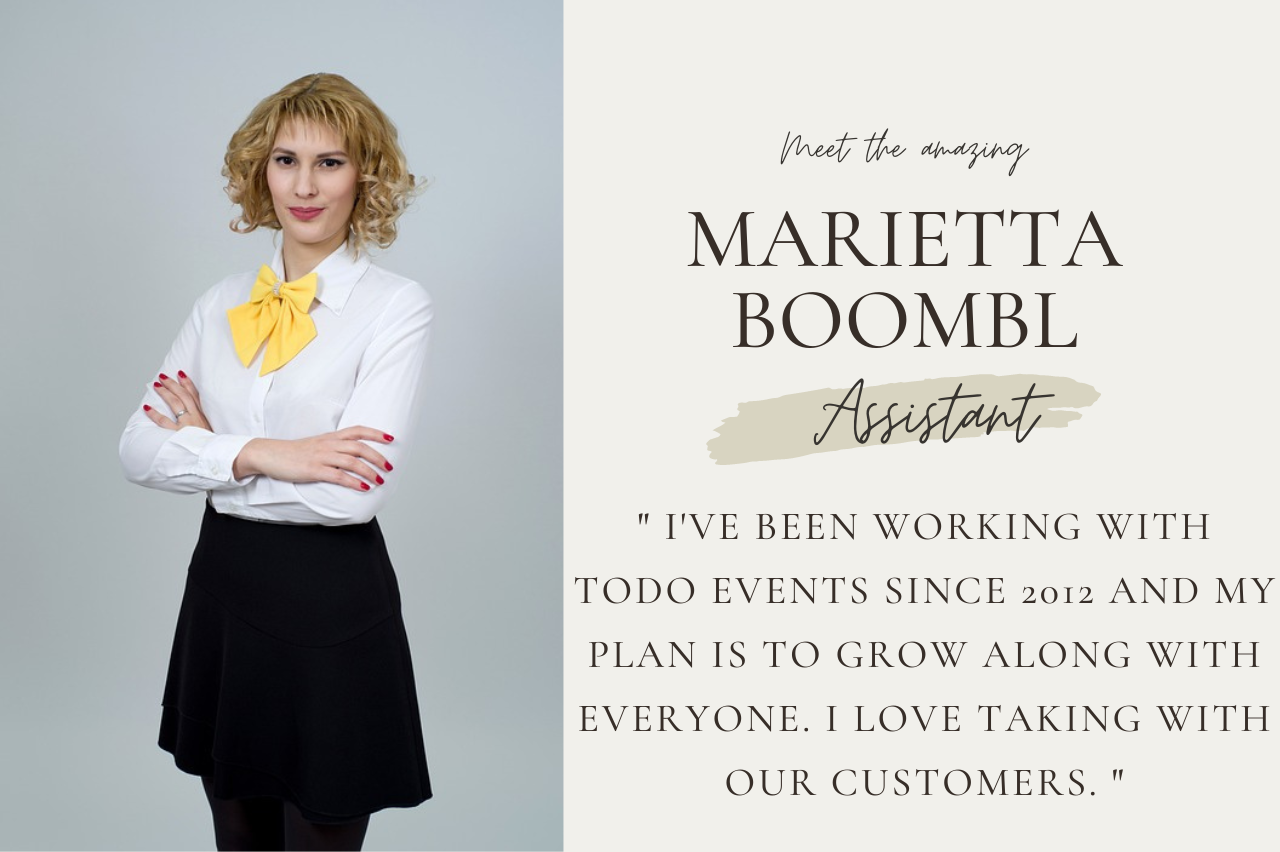 Meet the amazing
MARIETTA
BOOMBL
Assistant
" I'VE BEEN WORKING WITH
TODO EVENTS SINCE 2012 AND MY
PLAN IS TO GROW ALONG WITH
EVERYONE. I LOVE TAKING WITH
OUR CUSTOMERS. "